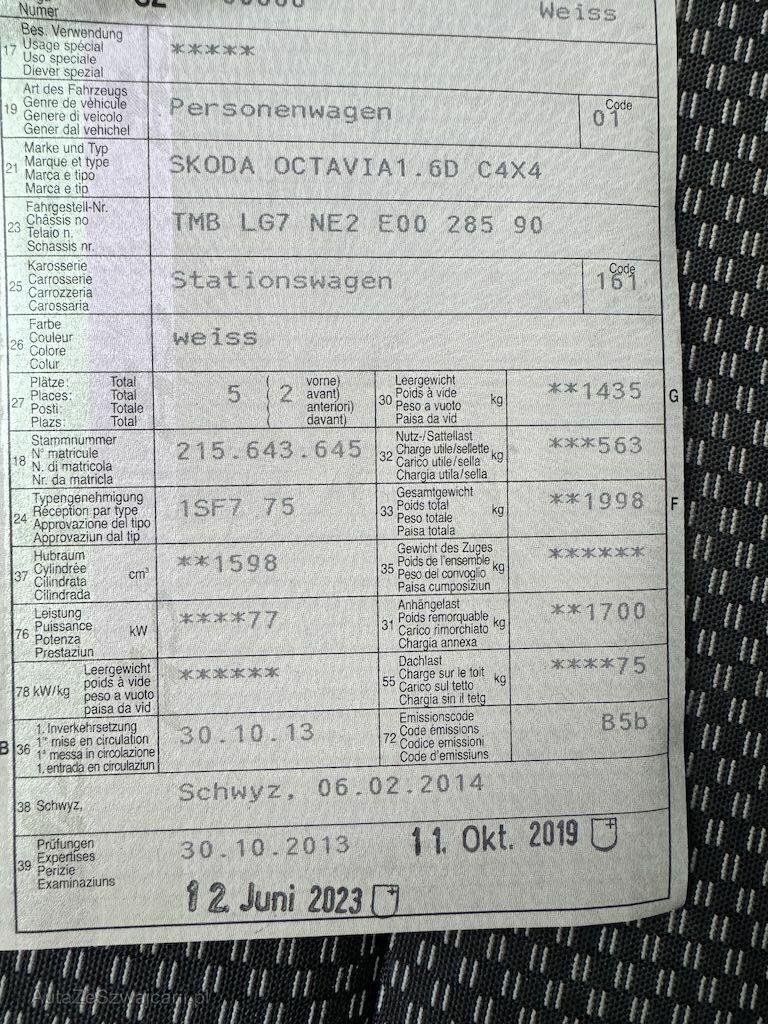 Numer
Weiss
17 Bes. Verwendung
Usage spécial
Uso speciale
Diever spezial
*****
19 Art des Fahrzeugs
Genre de véhicule
Genere di veicolo
Gener dal vehichel
Personenwagen
Code
01
21 Marke und Typ
Marque et type
Marca e tipo
Marca e tip
SKODA OCTAVIA1.6D C4X4
23 Fahrgestell-Nr.
Châssis no
Telaio n.
Schassis nr.
TMB LG7 NE2 E00 285 90
25 Karosserie
Carrosserie
Carrozzeria
Carossaria
Stationswagen
Code
161
26 Farbe
Couleur
Colore
Colur
weiss
27 Plätze: Total
Places: Total
Posti: Totale
Plazs: Total
5 ( 2 vorne)
( avant)
( anteriori)
( davant)
30 Leergewicht
Poids à vide
Peso a vuoto
Paisa da vid
kg
**1435
G
18 Stammnummer
N° matricule
N. di matricola
Nr. da matricla
215.643.645
32 Nutz-/Sattellast
Charge utile/sellette
Carico utile/sella
Chargia utila/sella
kg
***563
24 Typengenehmigung
Réception par type
Approvazione del tipo
Approvaziun dal tip
1SF7 75
33 Gesamtgewicht
Poids total
Peso totale
Paisa totala
kg
**1998
F
37 Hubraum
Cylindrée
Cilindrata
Cilindrada
cm³
**1598
35 Gewicht des Zuges
Poids de l'ensemble
Peso del convoglio
Paisa cumposiziun
kg
******
76 Leistung
Puissance
Potenza
Prestaziun
kW
****77
31 Anhängelast
Poids remorquable
Carico rimorchiato
Chargia annexa
kg
**1700
78 kW/kg
Leergewicht
poids à vide
peso a vuoto
paisa da vid
******
55 Dachlast
Charge sur le toit
Carico sul tetto
Chargia sin il tetg
kg
****75
B
36 1. Inverkehrsetzung
1re mise en circulation
1a messa in circolazione
1. entrada en circulaziun
30.10.13
72 Emissionscode
Code émissions
Codice emissioni
Code d'emissiuns
B5b
38 Schwyz,
Schwyz, 06.02.2014
39 Prüfungen
Expertises
Perizie
Examinaziuns
30.10.2013
11. Okt. 2019
12. Juni 2023
AutaZeSzwajcarii.pl